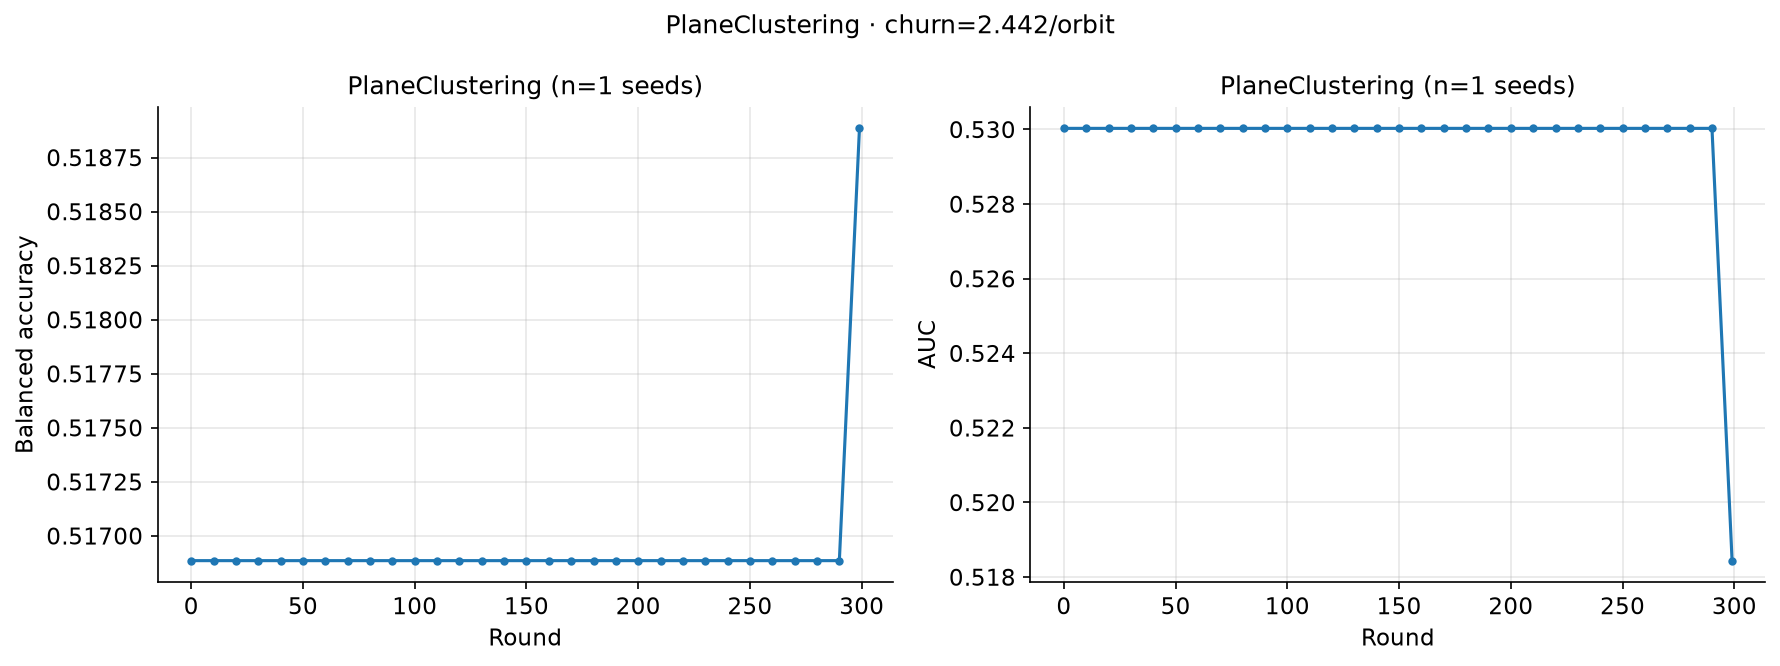 PlaneClustering · churn=2.442/orbit
PlaneClustering (n=1 seeds)
Balanced accuracy
0.51875
0.51850
0.51825
0.51800
0.51775
0.51750
0.51725
0.51700
0 50 100 150 200 250 300
Round
PlaneClustering (n=1 seeds)
AUC
0.530
0.528
0.526
0.524
0.522
0.520
0.518
0 50 100 150 200 250 300
Round